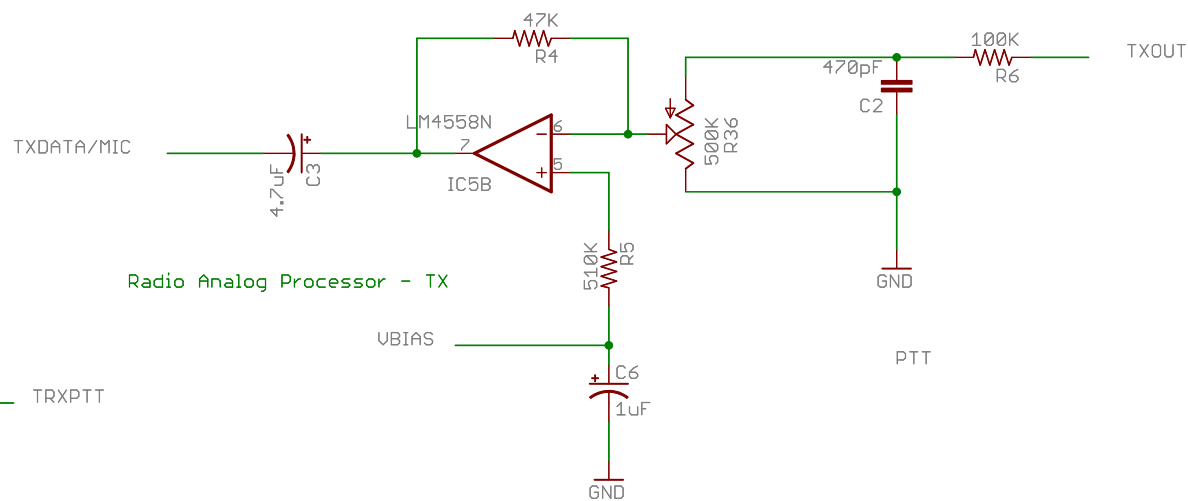 47K
R4
100K
R6
TXOUT
470pF
C2
LM4558N
6
7
5
IC5B
500K
R36
TXDATA/MIC
4.7uF
C3
510K
R5
Radio Analog Processor - TX
GND
VBIAS
PTT
C6
1uF
TRXPTT
GND